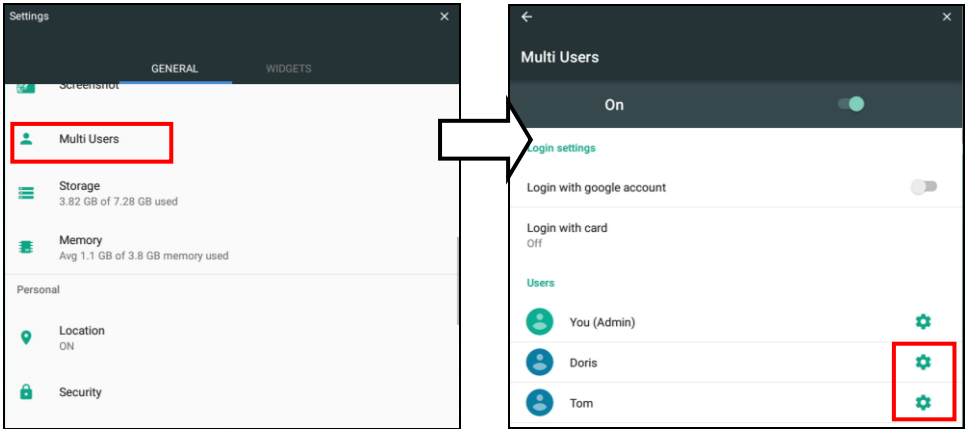 Settings
GENERAL
WIDGETS
Screenshot
Multi Users
Storage
3.82 GB of 7.28 GB used
Memory
Avg 1.1 GB of 3.8 GB memory used
Personal
Location
ON
Security
Multi Users
On
Login settings
Login with google account
Login with card
Off
Users
You (Admin)
Doris
Tom